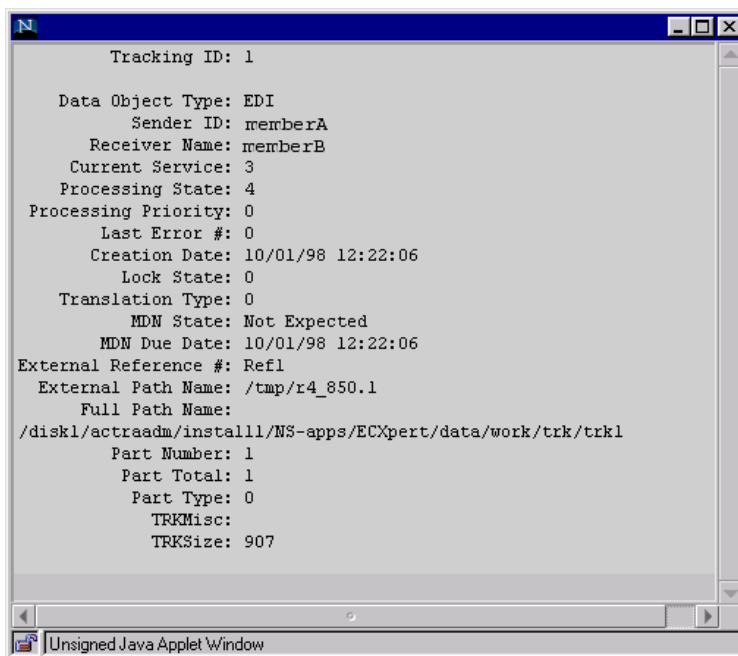 N
Tracking ID: 1
Data Object Type: EDI
Sender ID: memberA
Receiver Name: memberB
Current Service: 3
Processing State: 4
Processing Priority: 0
Last Error #: 0
Creation Date: 10/01/98 12:22:06
Lock State: 0
Translation Type: 0
MDN State: Not Expected
MDN Due Date: 10/01/98 12:22:06
External Reference #: Ref1
External Path Name: /tmp/r4_850.1
Full Path Name:
/disk1/actraadm/install1/NS-apps/ECXpert/data/work/trk/trk1
Part Number: 1
Part Total: 1
Part Type: 0
TRKMisc:
TRKSize: 907
Unsigned Java Applet Window